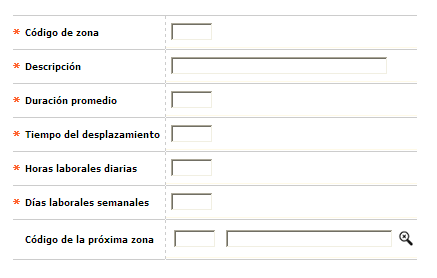 * Código de zona
* Descripción
* Duración promedio
* Tiempo del desplazamiento
* Horas laborales diarias
* Días laborales semanales
Código de la próxima zona